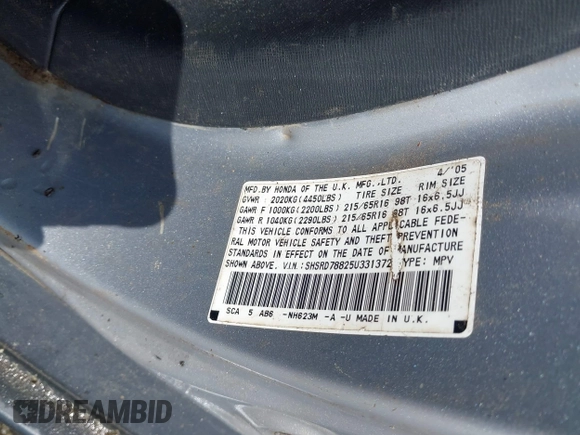 MFD.BY HONDA OF THE U.K. MFG.,LTD. 4/'05
GVWR : 2020KG(4450LBS) TIRE SIZE RIM SIZE
GAWR F 1000KG(2200LBS) 215/65R16 98T 16x6.5JJ
GAWR R 1040KG(2290LBS) 215/65R16 98T 16x6.5JJ
THIS VEHICLE CONFORMS TO ALL APPLICABLE FEDE-
RAL MOTOR VEHICLE SAFETY AND THEFT PREVENTION
STANDARDS IN EFFECT ON THE DATE OF MANUFACTURE
SHOWN ABOVE. V.I.N:SHSRD78825U331372 TYPE: MPV
SCA 5 AB6 -NH623M -A -U MADE IN U.K.
DREAMBID